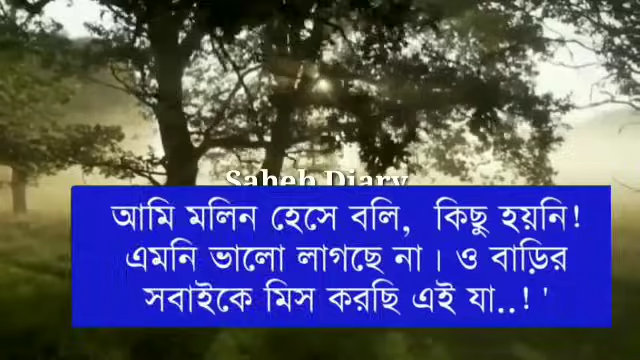 Saheb Diary
আমি মলিন হেসে বলি,  কিছু হয়নি!
এমনি ভালো লাগছে না। ও বাড়ির
সবাইকে মিস করছি এই যা..! '